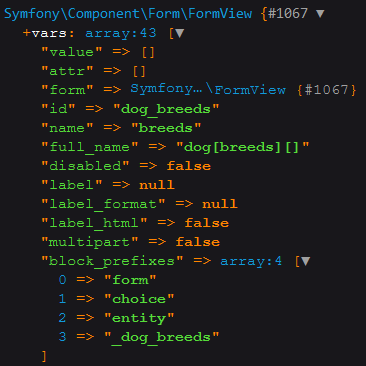 Symfony\Component\Form\FormView {#1067 ▼
+vars: array:43 [▼
"value" => []
"attr" => []
"form" => Symfony…\FormView {#1067}
"id" => "dog_breeds"
"name" => "breeds"
"full_name" => "dog[breeds][]"
"disabled" => false
"label" => null
"label_format" => null
"label_html" => false
"multipart" => false
"block_prefixes" => array:4 [▼
0 => "form"
1 => "choice"
2 => "entity"
3 => "_dog_breeds"
]